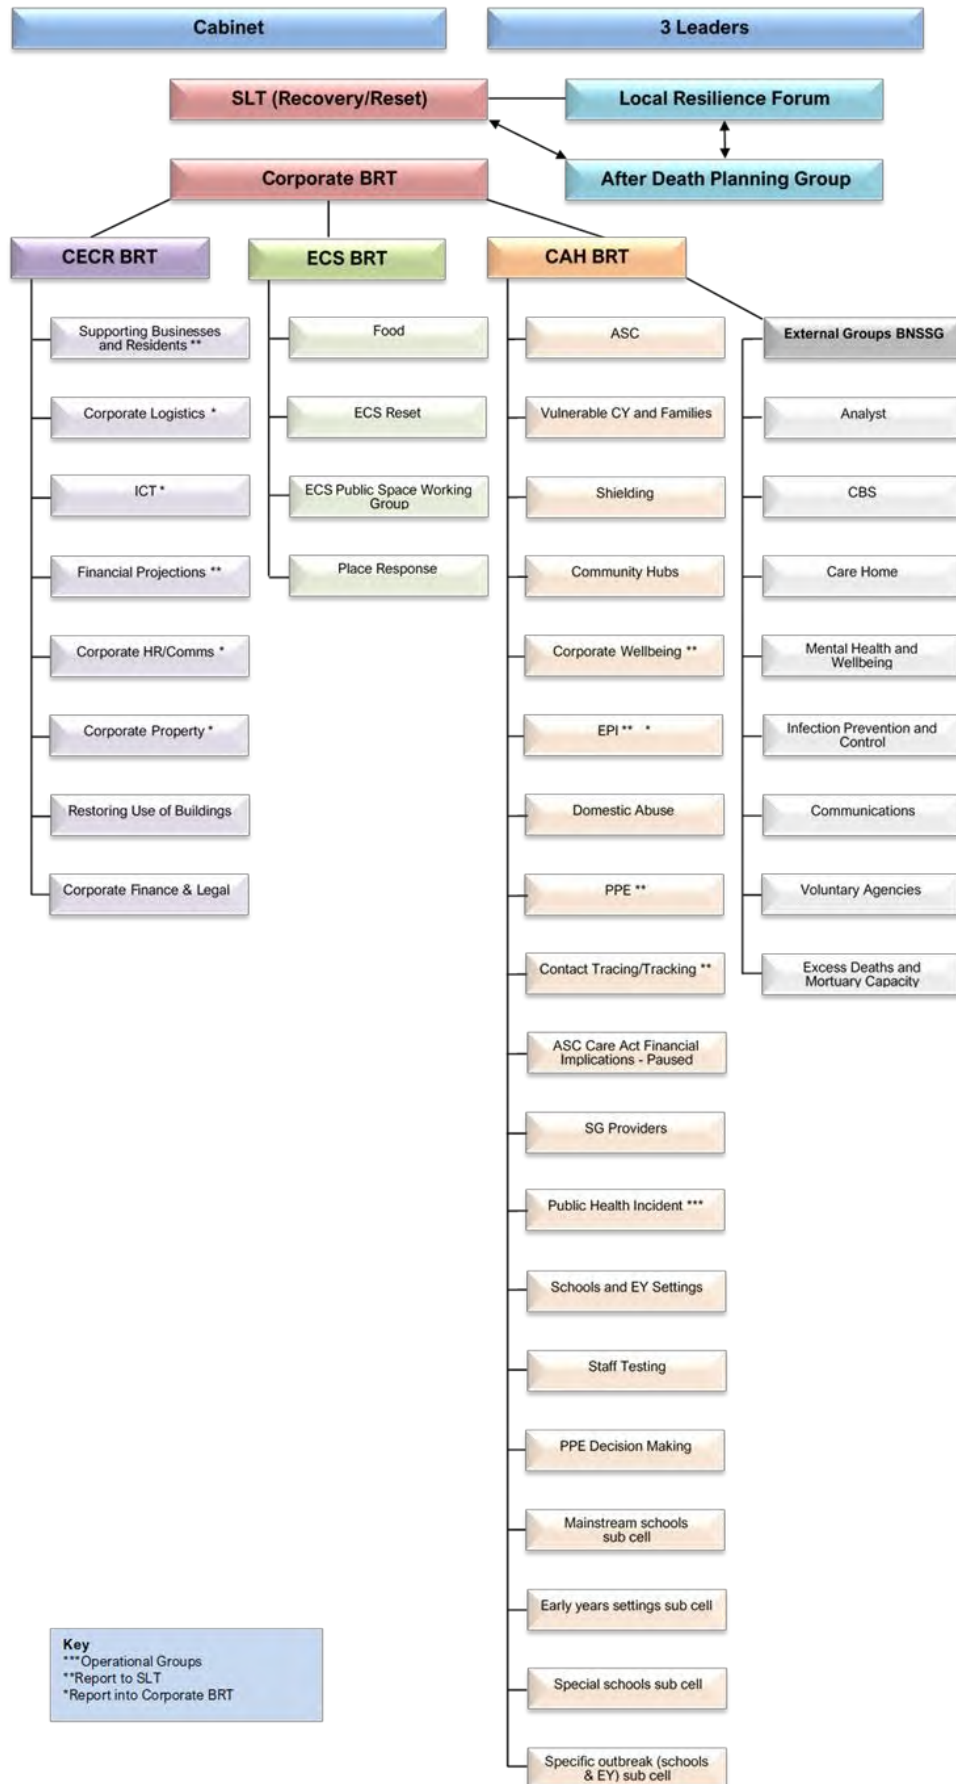 Cabinet
3 Leaders
SLT (Recovery/Reset)
Local Resilience Forum
Corporate BRT
After Death Planning Group
CECR BRT
ECS BRT
CAH BRT
Supporting Businesses
and Residents **
Corporate Logistics *
ICT *
Financial Projections **
Corporate HR/Comms *
Corporate Property *
Restoring Use of Buildings
Corporate Finance & Legal
Food
ECS Reset
ECS Public Space Working
Group
Place Response
ASC
Vulnerable CY and Families
Shielding
Community Hubs
Corporate Wellbeing **
EPI ** *
Domestic Abuse
PPE **
Contact Tracing/Tracking **
ASC Care Act Financial
Implications - Paused
SG Providers
Public Health Incident ***
Schools and EY Settings
Staff Testing
PPE Decision Making
Mainstream schools
sub cell
Early years settings sub cell
Special schools sub cell
Specific outbreak (schools
& EY) sub cell
External Groups BNSSG
Analyst
CBS
Care Home
Mental Health and
Wellbeing
Infection Prevention and
Control
Communications
Voluntary Agencies
Excess Deaths and
Mortuary Capacity
Key
***Operational Groups
**Report to SLT
*Report into Corporate BRT